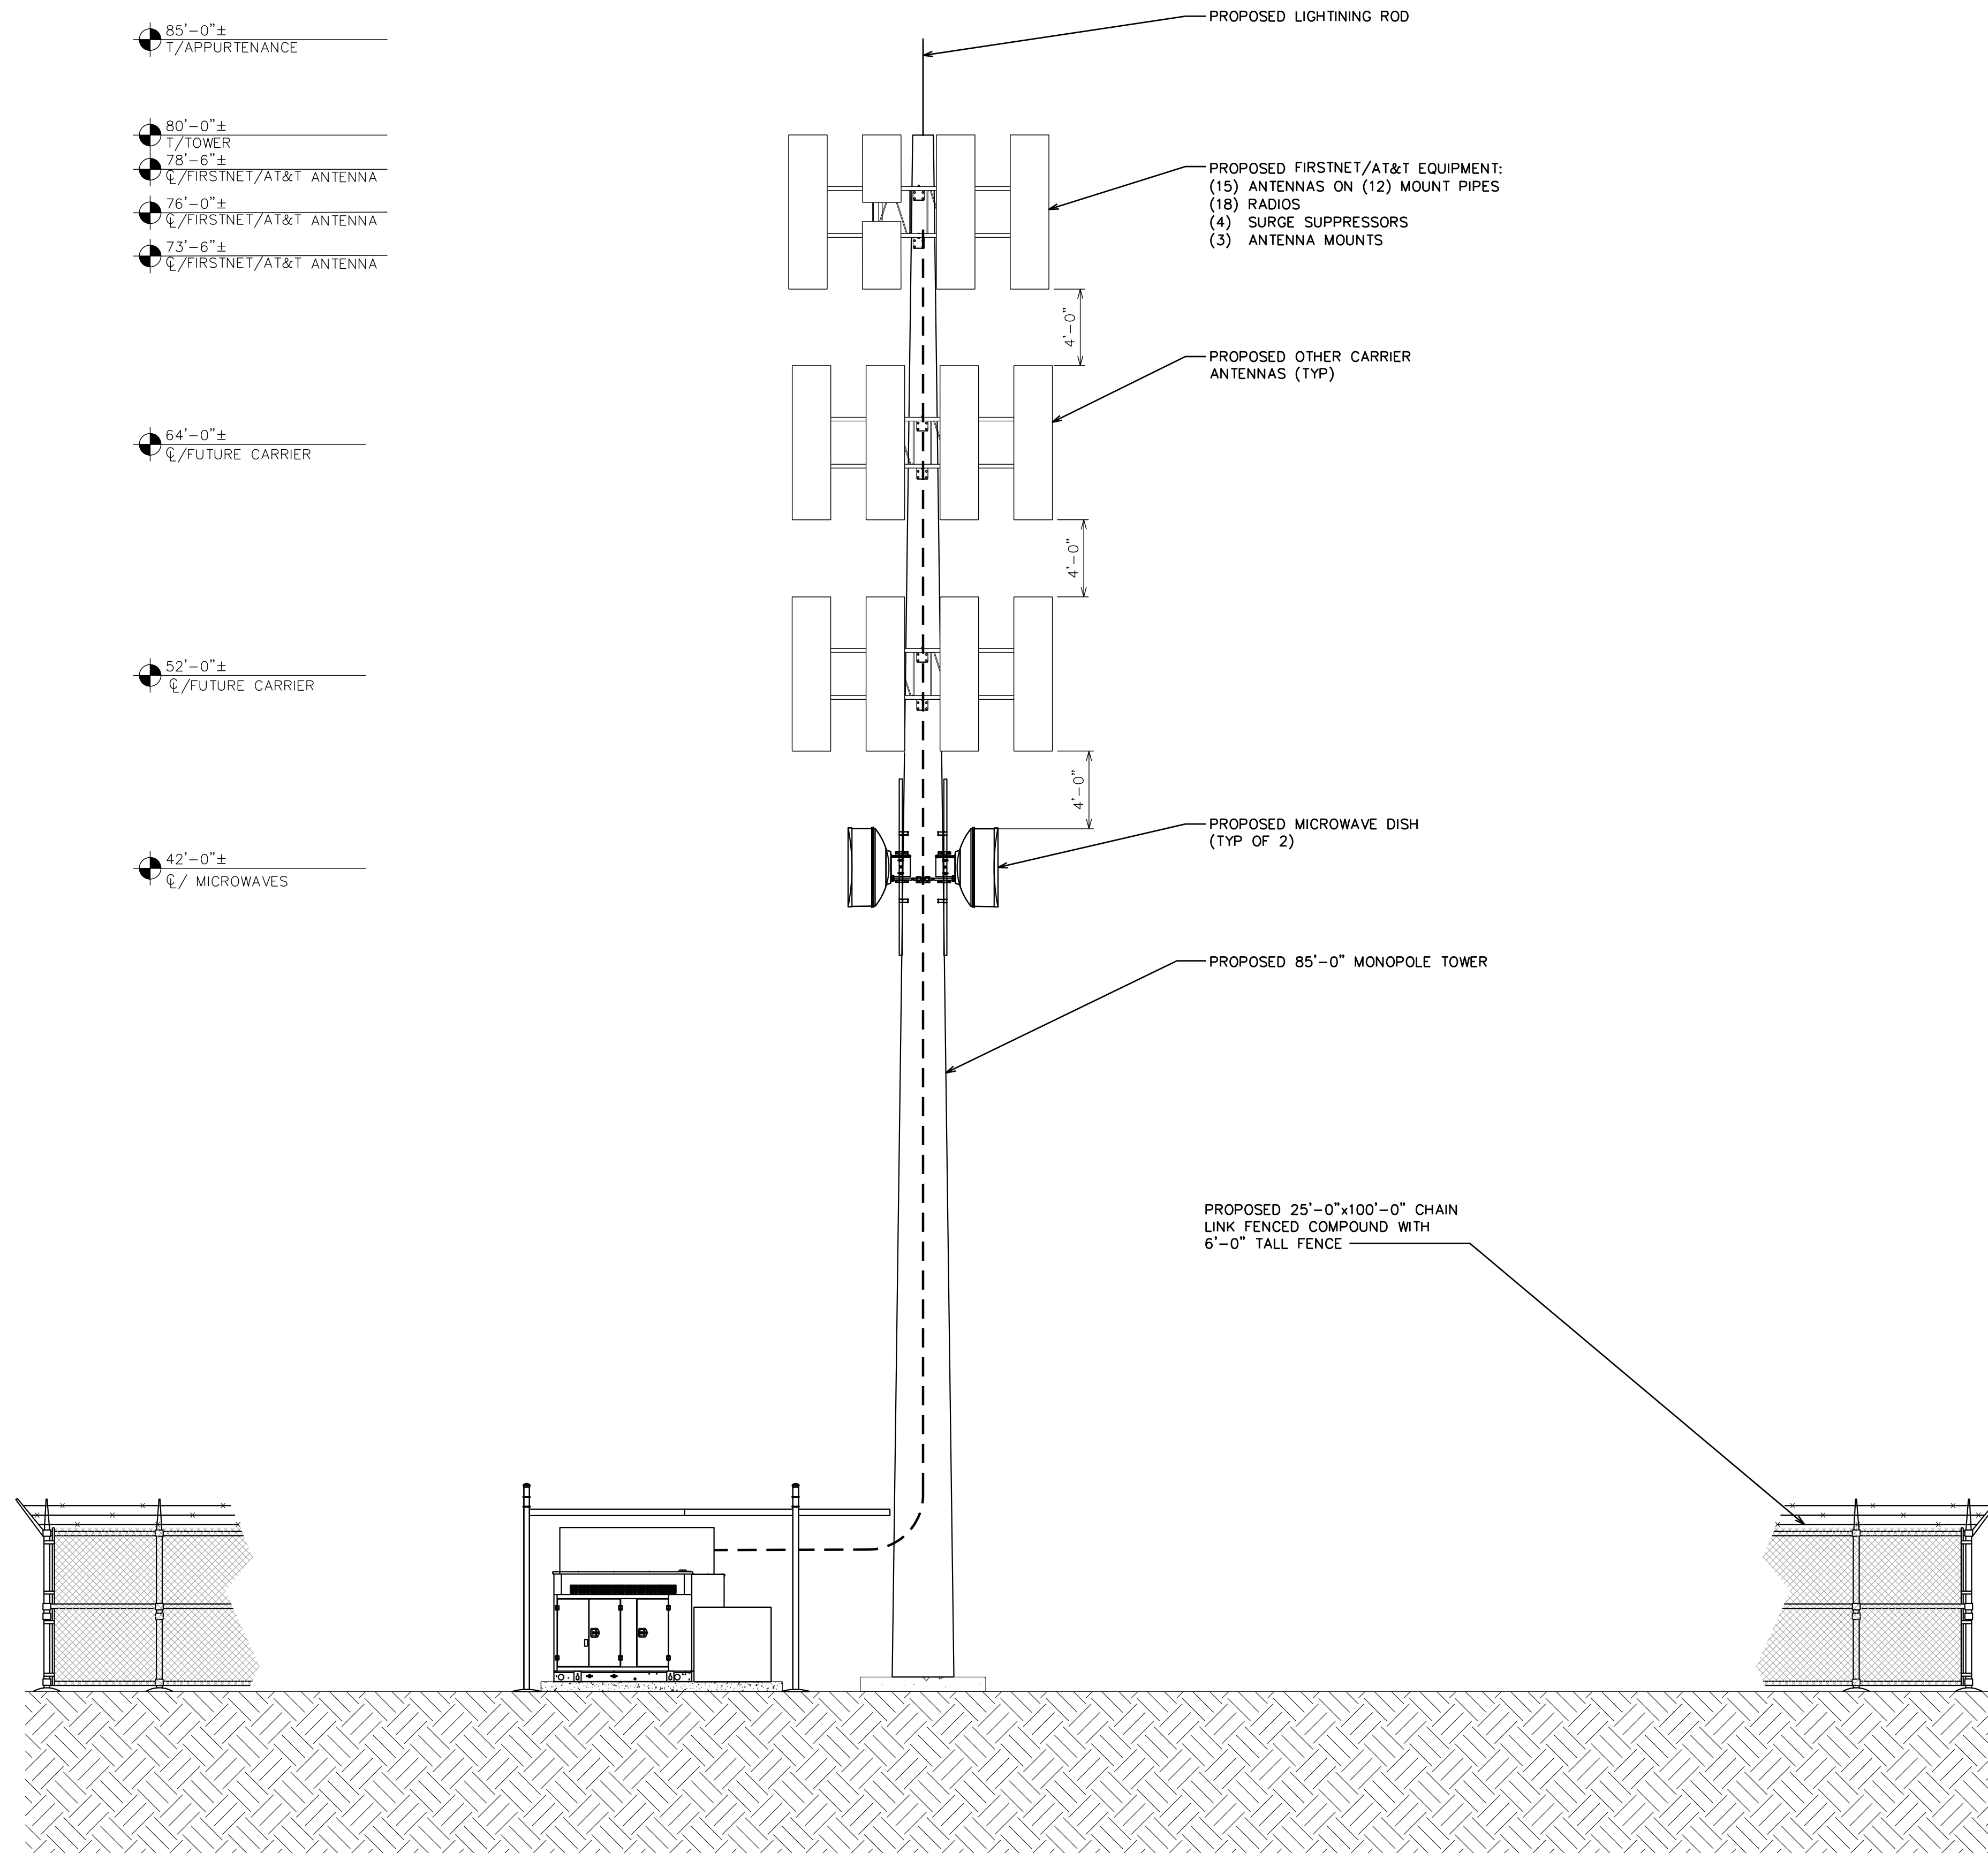 85'-0"±
T/APPURTENANCE
80'-0"±
T/TOWER
78'-6"±
℄/FIRSTNET/AT&T ANTENNA
76'-0"±
℄/FIRSTNET/AT&T ANTENNA
73'-6"±
℄/FIRSTNET/AT&T ANTENNA
64'-0"±
℄/FUTURE CARRIER
52'-0"±
℄/FUTURE CARRIER
42'-0"±
℄/ MICROWAVES
PROPOSED LIGHTINING ROD
PROPOSED FIRSTNET/AT&T EQUIPMENT:
(15) ANTENNAS ON (12) MOUNT PIPES
(18) RADIOS
(4) SURGE SUPPRESSORS
(3) ANTENNA MOUNTS
4'-0"
PROPOSED OTHER CARRIER
ANTENNAS (TYP)
4'-0"
4'-0"
PROPOSED MICROWAVE DISH
(TYP OF 2)
PROPOSED 85'-0" MONOPOLE TOWER
PROPOSED 25'-0"x100'-0" CHAIN
LINK FENCED COMPOUND WITH
6'-0" TALL FENCE